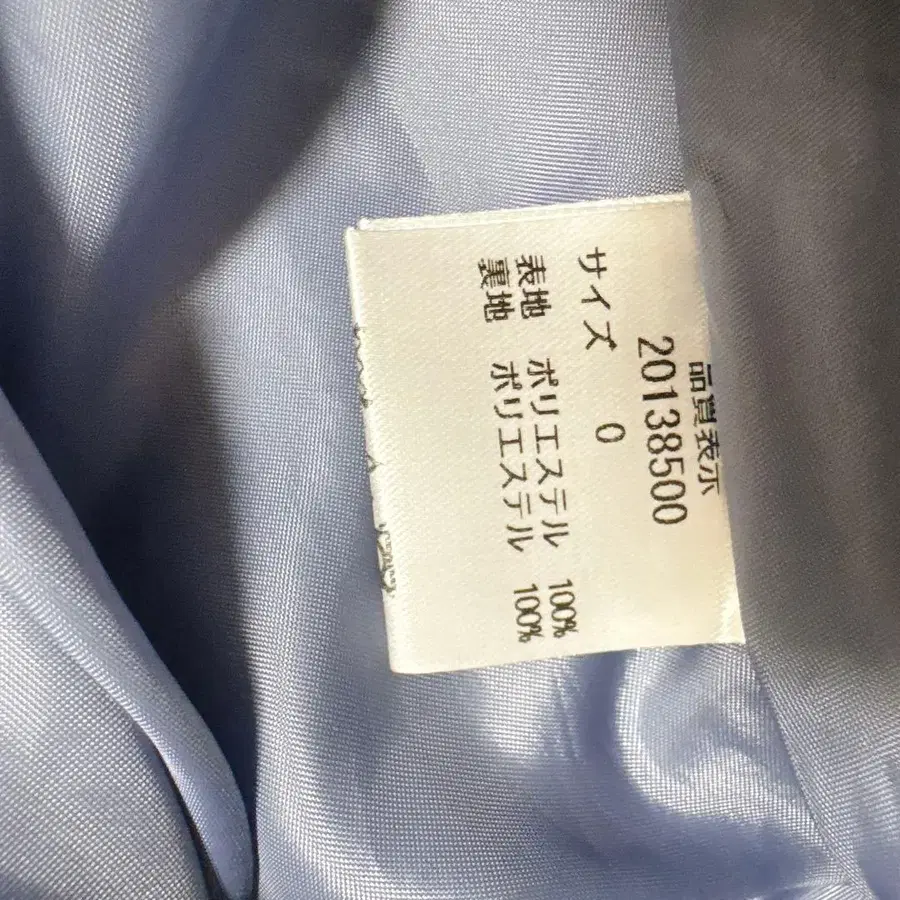 品質表示
20138500
サイズ 0
表地 ポリエステル 100%
裏地 ポリエステル 100%